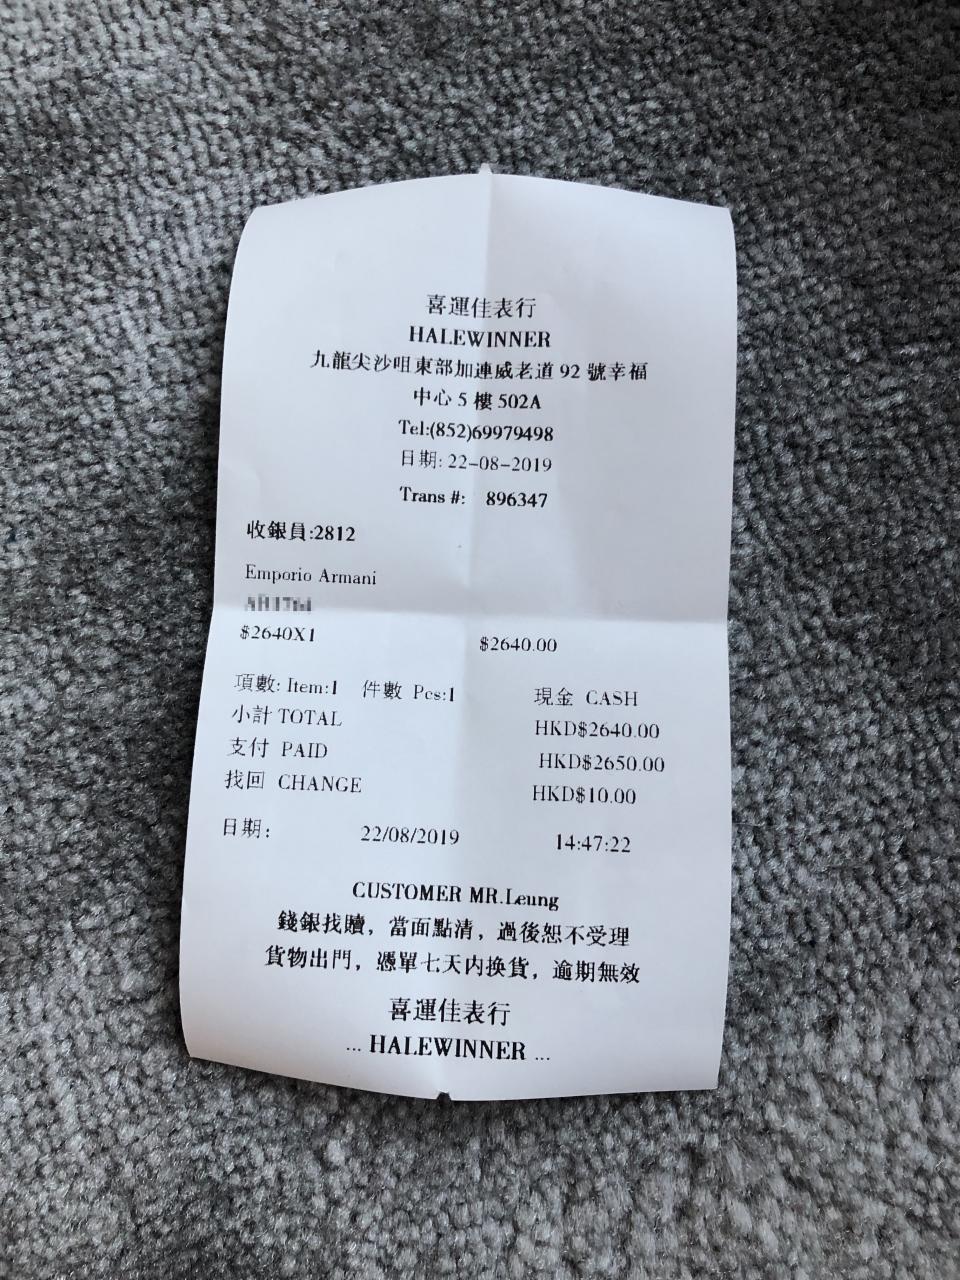 喜運佳表行
HALEWINNER
九龍尖沙咀東部加連威老道 92 號幸福
中心 5 樓 502A
Tel:(852)69979498
日期: 22-08-2019
Trans #: 896347
收銀員:2812
Emporio Armani
$2640X1 $2640.00
項數: Item:1 件數 Pcs:1 現金 CASH
小計 TOTAL HKD$2640.00
支付 PAID HKD$2650.00
找回 CHANGE HKD$10.00
日期: 22/08/2019 14:47:22
CUSTOMER MR.Leung
錢銀找贖，當面點清，過後恕不受理
貨物出門，憑單七天內换貨，逾期無效
喜運佳表行
... HALEWINNER ...